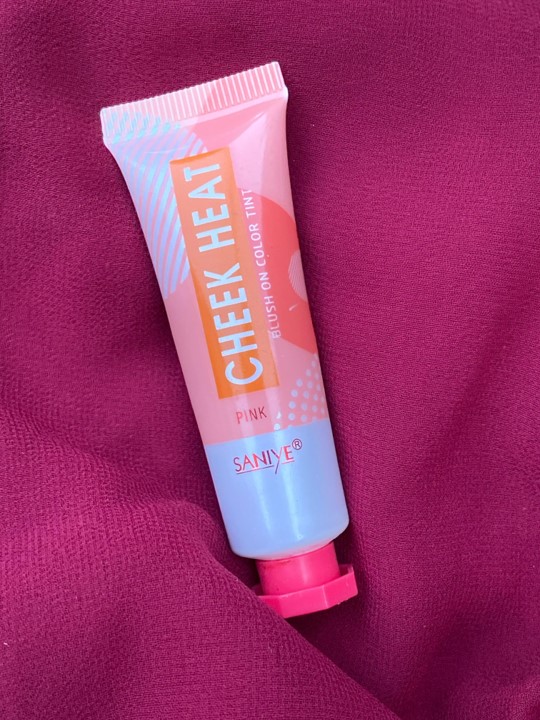 CHEEK HEAT
BLUSH ON COLOR TINT
PINK
SANIYE®